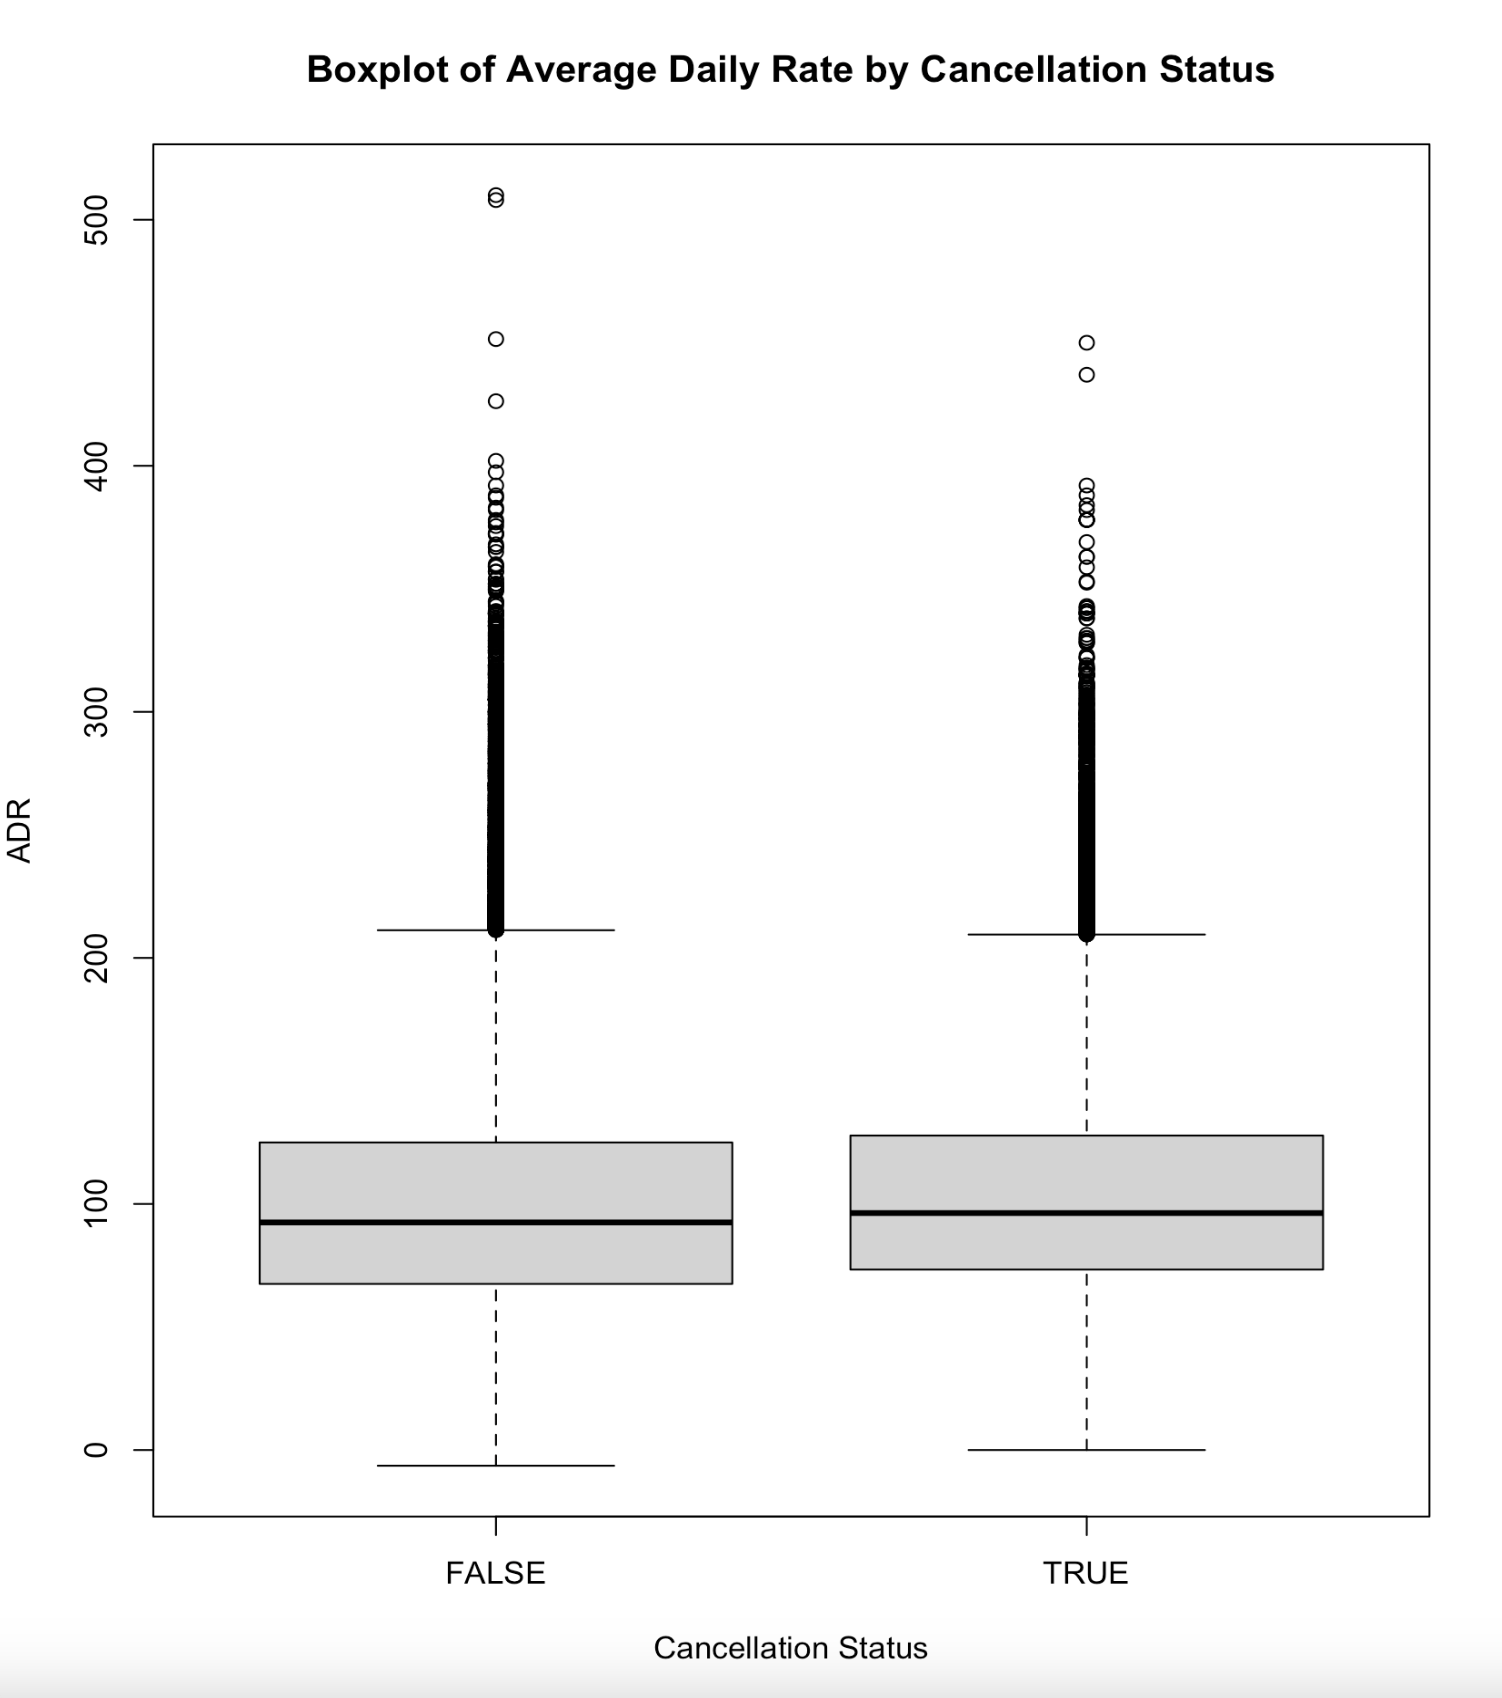 Boxplot of Average Daily Rate by Cancellation Status
500
400
300
200
100
0
ADR
FALSE
TRUE
Cancellation Status